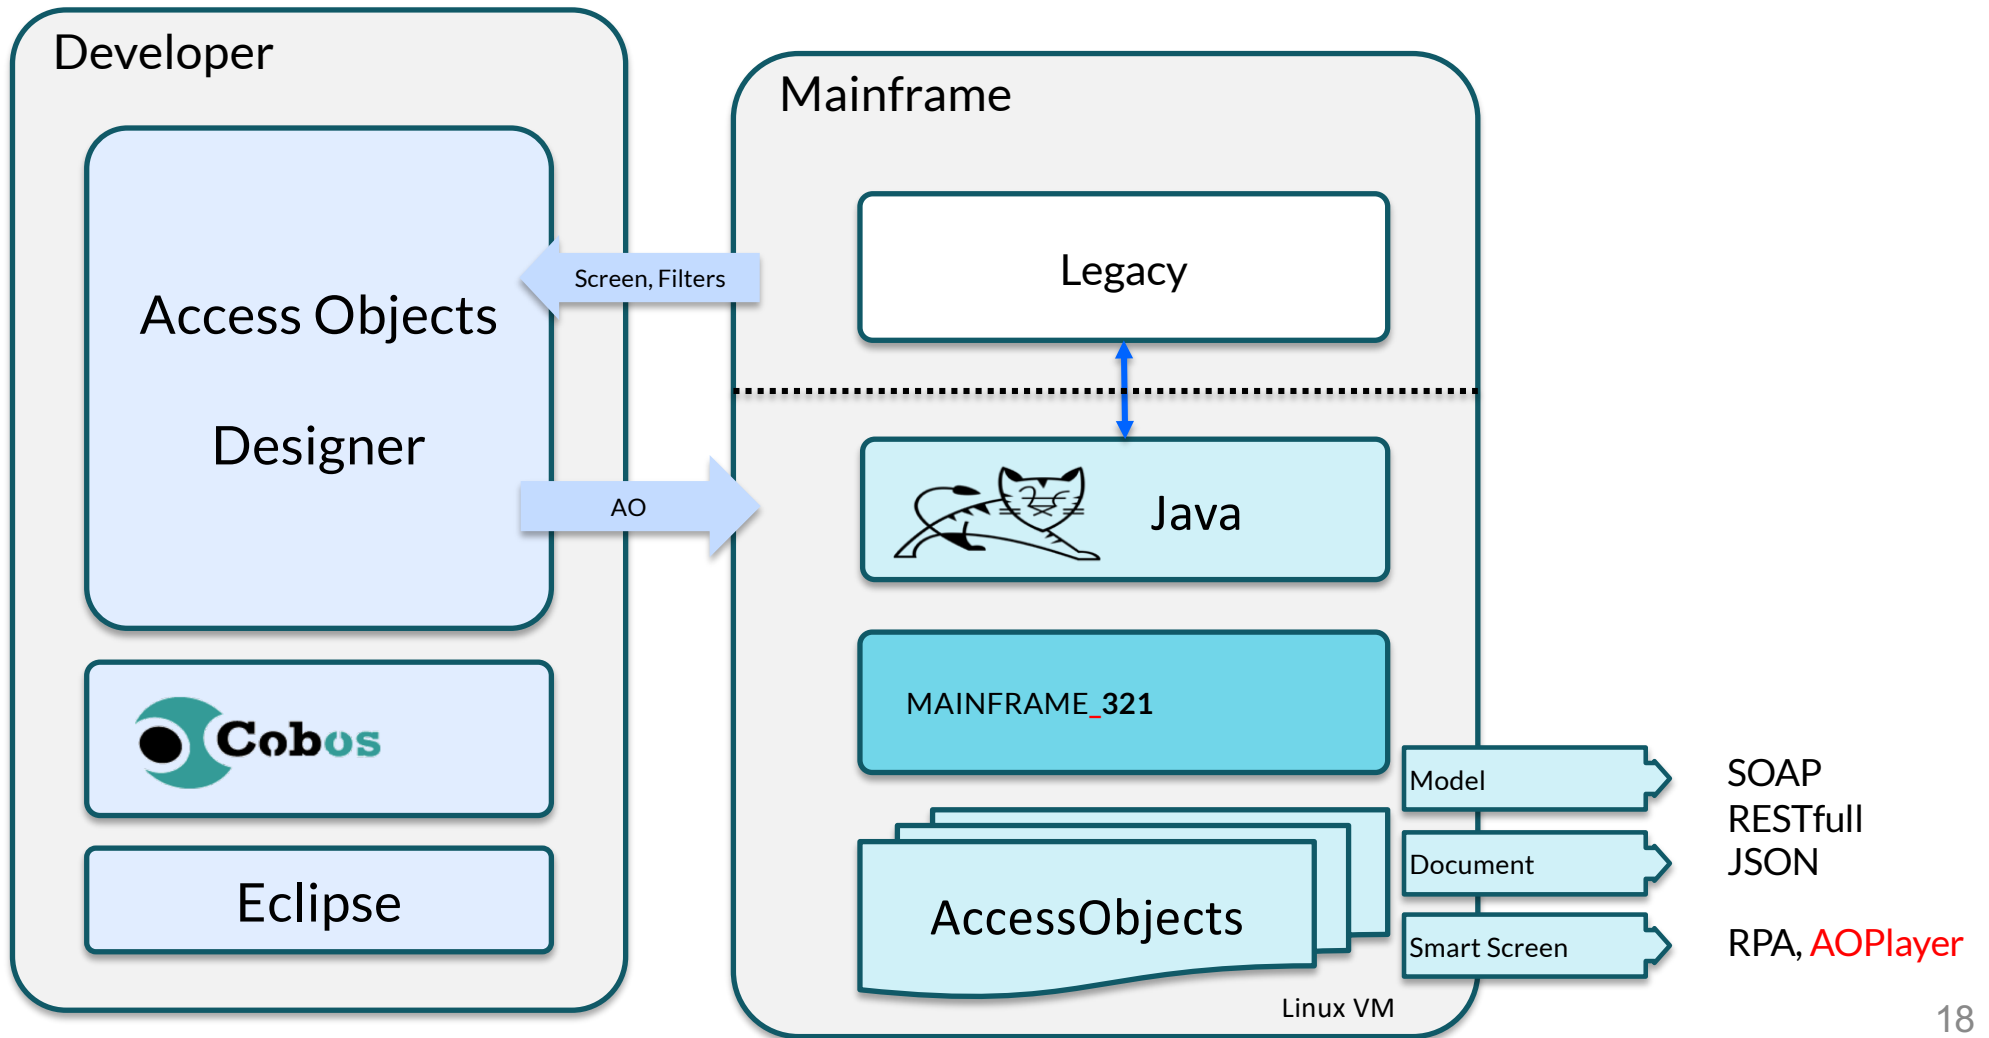 Developer
Access Objects
Designer
Cobos
Eclipse
Screen, Filters
AO
Mainframe
Legacy
Java
MAINFRAME_321
AccessObjects
Linux VM
Model
Document
Smart Screen
SOAP
RESTfull
JSON
RPA, AOPlayer
18